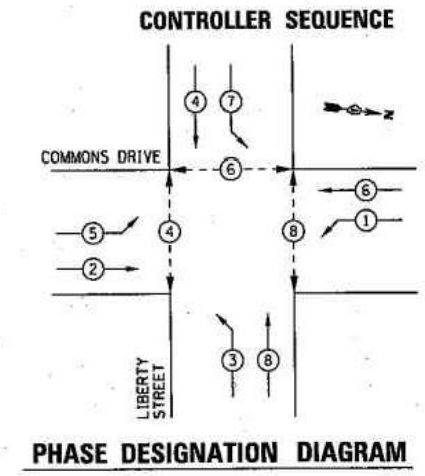 CONTROLLER SEQUENCE
4 7
N
COMMONS DRIVE
6
6
5 4 8 1
2
3 8
LIBERTY
STREET
PHASE DESIGNATION DIAGRAM